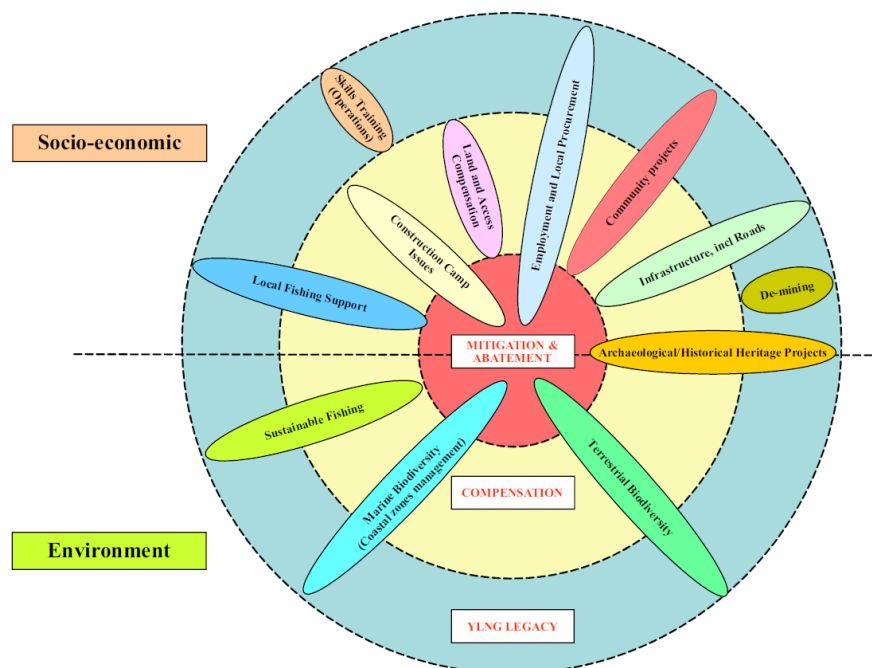 Socio-economic
Skills Training
(Operations)
Land and Access
Compensation
Employment and Local Procurement
Community projects
Construction Camp
Issues
Infrastructure, incl Roads
De-mining
Local Fishing Support
MITIGATION &
ABATEMENT
Archaeological/Historical Heritage Projects
Sustainable Fishing
Marine Biodiversity
(Coastal zones management)
Terrestrial Biodiversity
COMPENSATION
Environment
YLNG LEGACY